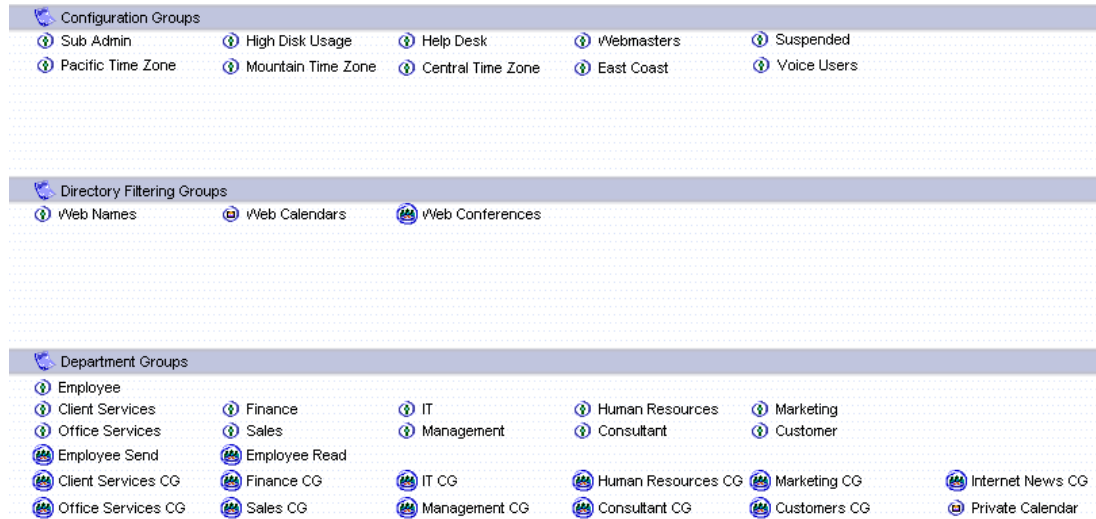 Configuration Groups
Sub Admin High Disk Usage Help Desk Webmasters Suspended
Pacific Time Zone Mountain Time Zone Central Time Zone East Coast Voice Users
Directory Filtering Groups
Web Names Web Calendars Web Conferences
Department Groups
Employee
Client Services Finance IT Human Resources Marketing
Office Services Sales Management Consultant Customer
Employee Send Employee Read
Client Services CG Finance CG IT CG Human Resources CG Marketing CG Internet News CG
Office Services CG Sales CG Management CG Consultant CG Customers CG Private Calendar